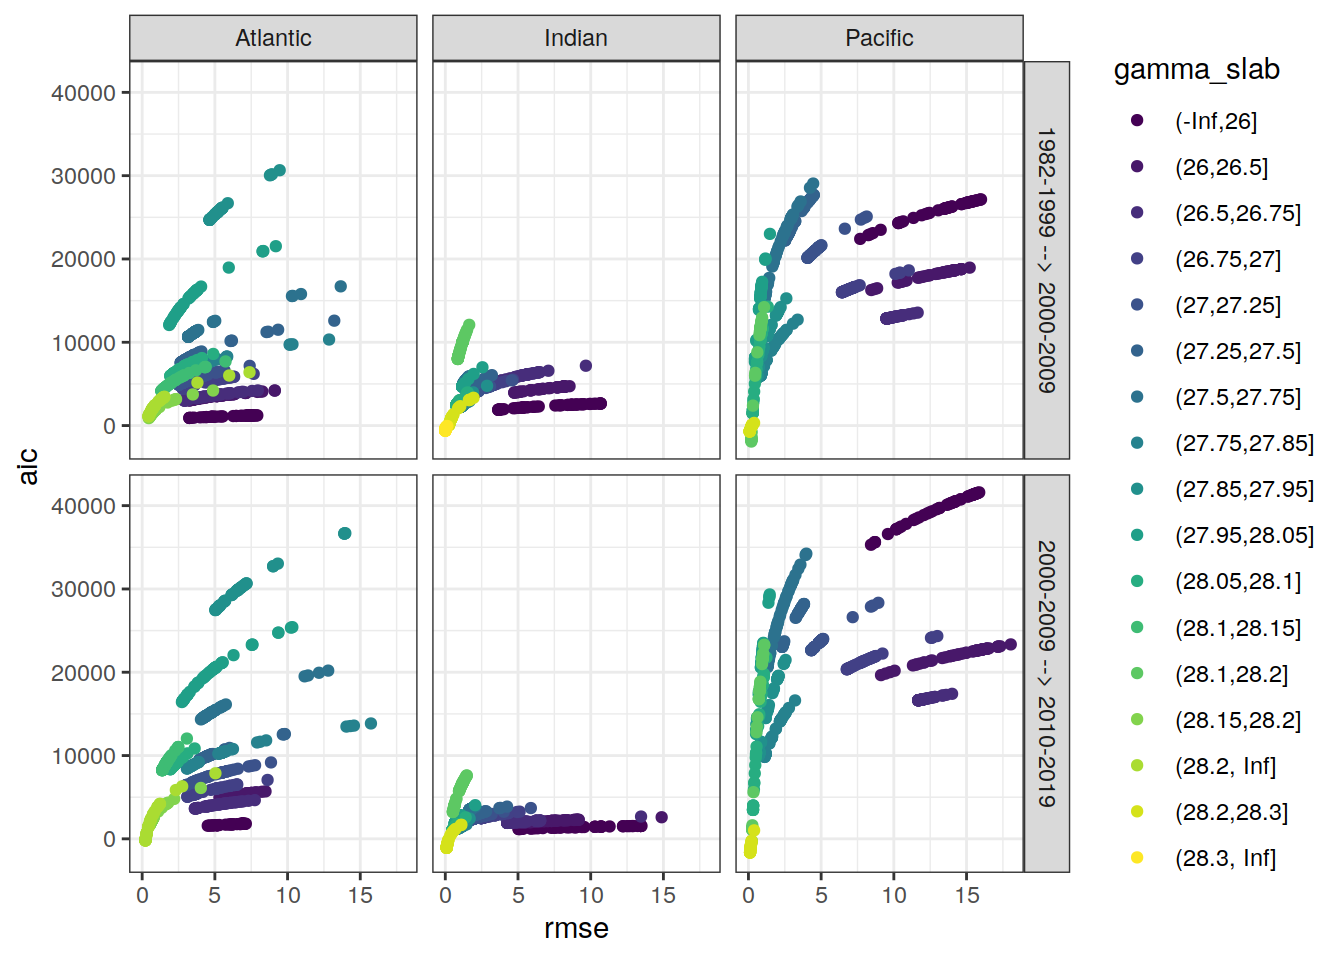 Atlantic
Indian
Pacific
40000
30000
20000
10000
0
1982-1999 --> 2000-2009
40000
30000
20000
10000
0
2000-2009 --> 2010-2019
aic
0 5 10 15
0 5 10 15
0 5 10 15
rmse
gamma_slab
(-Inf,26]
(26,26.5]
(26.5,26.75]
(26.75,27]
(27,27.25]
(27.25,27.5]
(27.5,27.75]
(27.75,27.85]
(27.85,27.95]
(27.95,28.05]
(28.05,28.1]
(28.1,28.15]
(28.1,28.2]
(28.15,28.2]
(28.2, Inf]
(28.2,28.3]
(28.3, Inf]